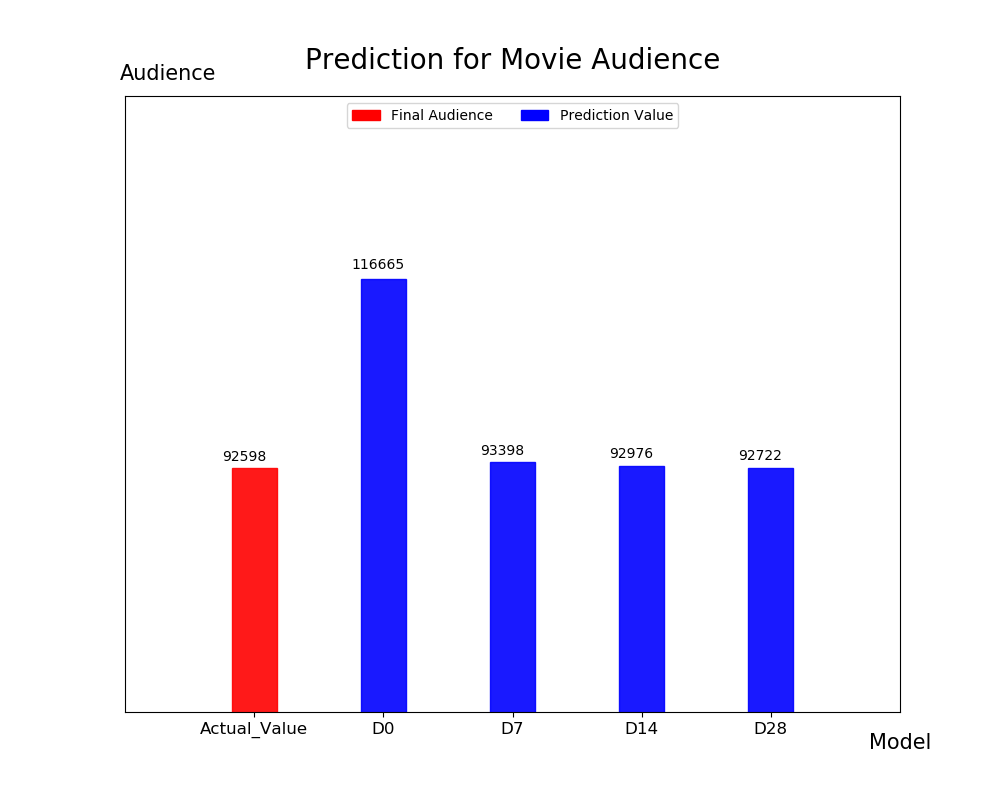 Prediction for Movie Audience
Audience
Final Audience Prediction Value
116665
92598 93398 92976 92722
Actual_Value D0 D7 D14 D28
Model